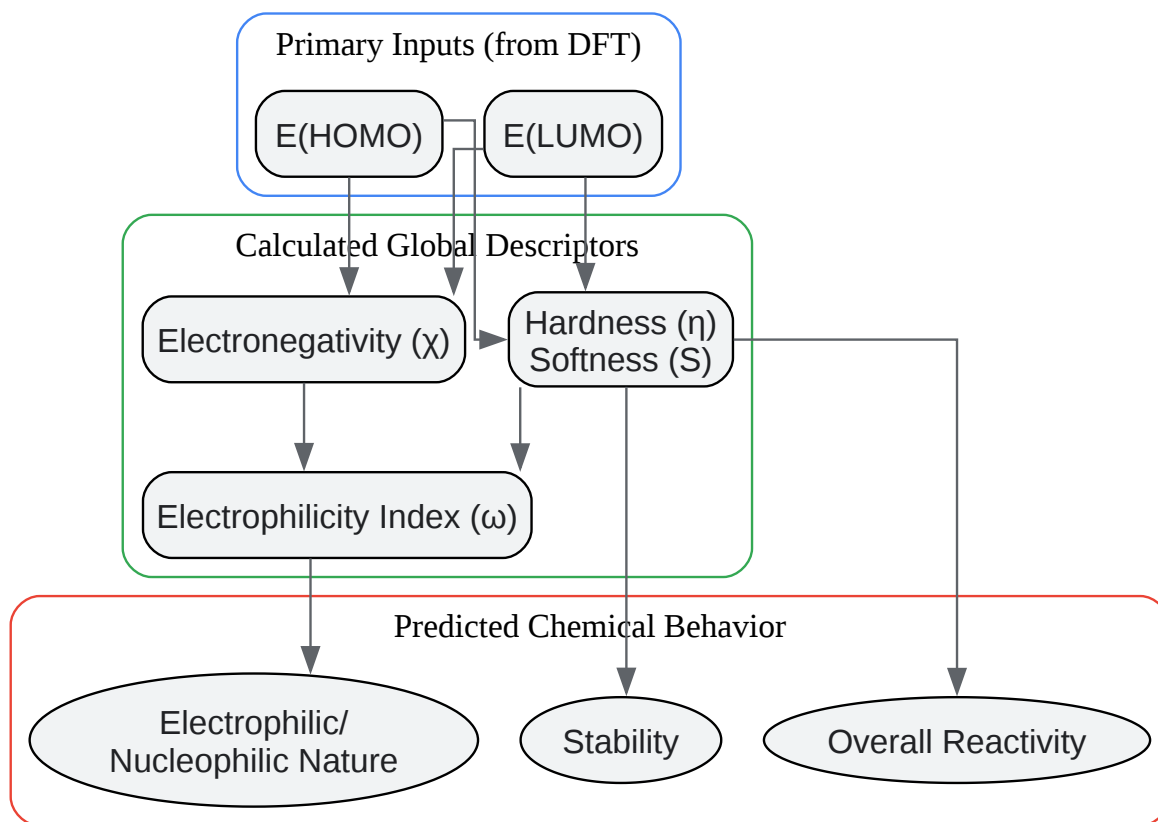 Primary Inputs (from DFT)
E(HOMO)
E(LUMO)
Calculated Global Descriptors
Electronegativity (χ)
Hardness (η)
Softness (S)
Electrophilicity Index (ω)
Predicted Chemical Behavior
Electrophilic/
Nucleophilic Nature
Stability
Overall Reactivity